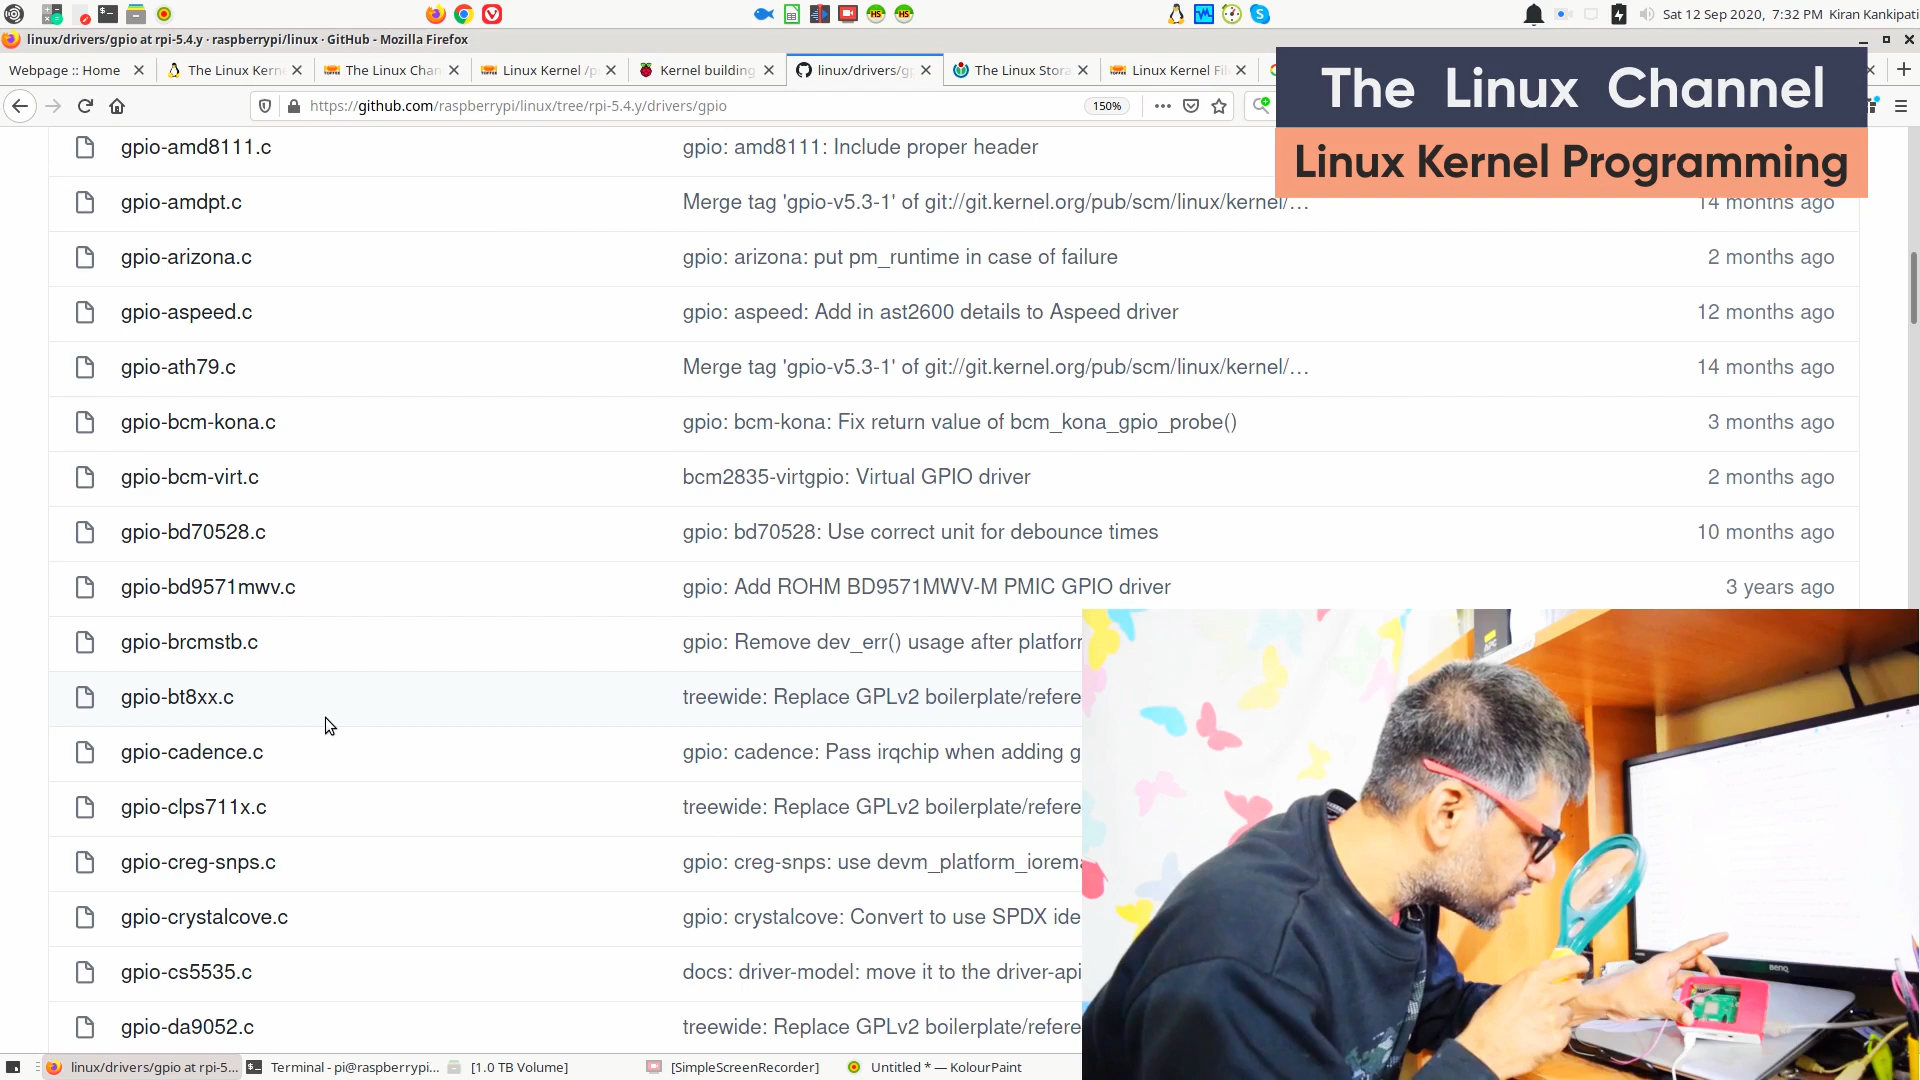 Sat 12 Sep 2020, 7:32 PM Kiran Kankipati
linux/drivers/gpio at rpi-5.4.y · raspberrypi/linux · GitHub - Mozilla Firefox
Webpage :: Home
The Linux Kern
The Linux Chan
Linux Kernel /p
Kernel building
linux/drivers/gp
The Linux Stora
Linux Kernel Fil
https://github.com/raspberrypi/linux/tree/rpi-5.4.y/drivers/gpio
150%
The Linux Channel
Linux Kernel Programming
gpio-amd8111.c gpio: amd8111: Include proper header
gpio-amdpt.c Merge tag 'gpio-v5.3-1' of git://git.kernel.org/pub/scm/linux/kernel/… 14 months ago
gpio-arizona.c gpio: arizona: put pm_runtime in case of failure 2 months ago
gpio-aspeed.c gpio: aspeed: Add in ast2600 details to Aspeed driver 12 months ago
gpio-ath79.c Merge tag 'gpio-v5.3-1' of git://git.kernel.org/pub/scm/linux/kernel/… 14 months ago
gpio-bcm-kona.c gpio: bcm-kona: Fix return value of bcm_kona_gpio_probe() 3 months ago
gpio-bcm-virt.c bcm2835-virtgpio: Virtual GPIO driver 2 months ago
gpio-bd70528.c gpio: bd70528: Use correct unit for debounce times 10 months ago
gpio-bd9571mwv.c gpio: Add ROHM BD9571MWV-M PMIC GPIO driver 3 years ago
gpio-brcmstb.c gpio: Remove dev_err() usage after platforr
gpio-bt8xx.c treewide: Replace GPLv2 boilerplate/refere
gpio-cadence.c gpio: cadence: Pass irqchip when adding g
gpio-clps711x.c treewide: Replace GPLv2 boilerplate/refere
gpio-creg-snps.c gpio: creg-snps: use devm_platform_iorema
gpio-crystalcove.c gpio: crystalcove: Convert to use SPDX ide
gpio-cs5535.c docs: driver-model: move it to the driver-api
gpio-da9052.c treewide: Replace GPLv2 boilerplate/refere
BENQ
linux/drivers/gpio at rpi-5...
Terminal - pi@raspberrypi...
[1.0 TB Volume]
[SimpleScreenRecorder]
Untitled * — KolourPaint